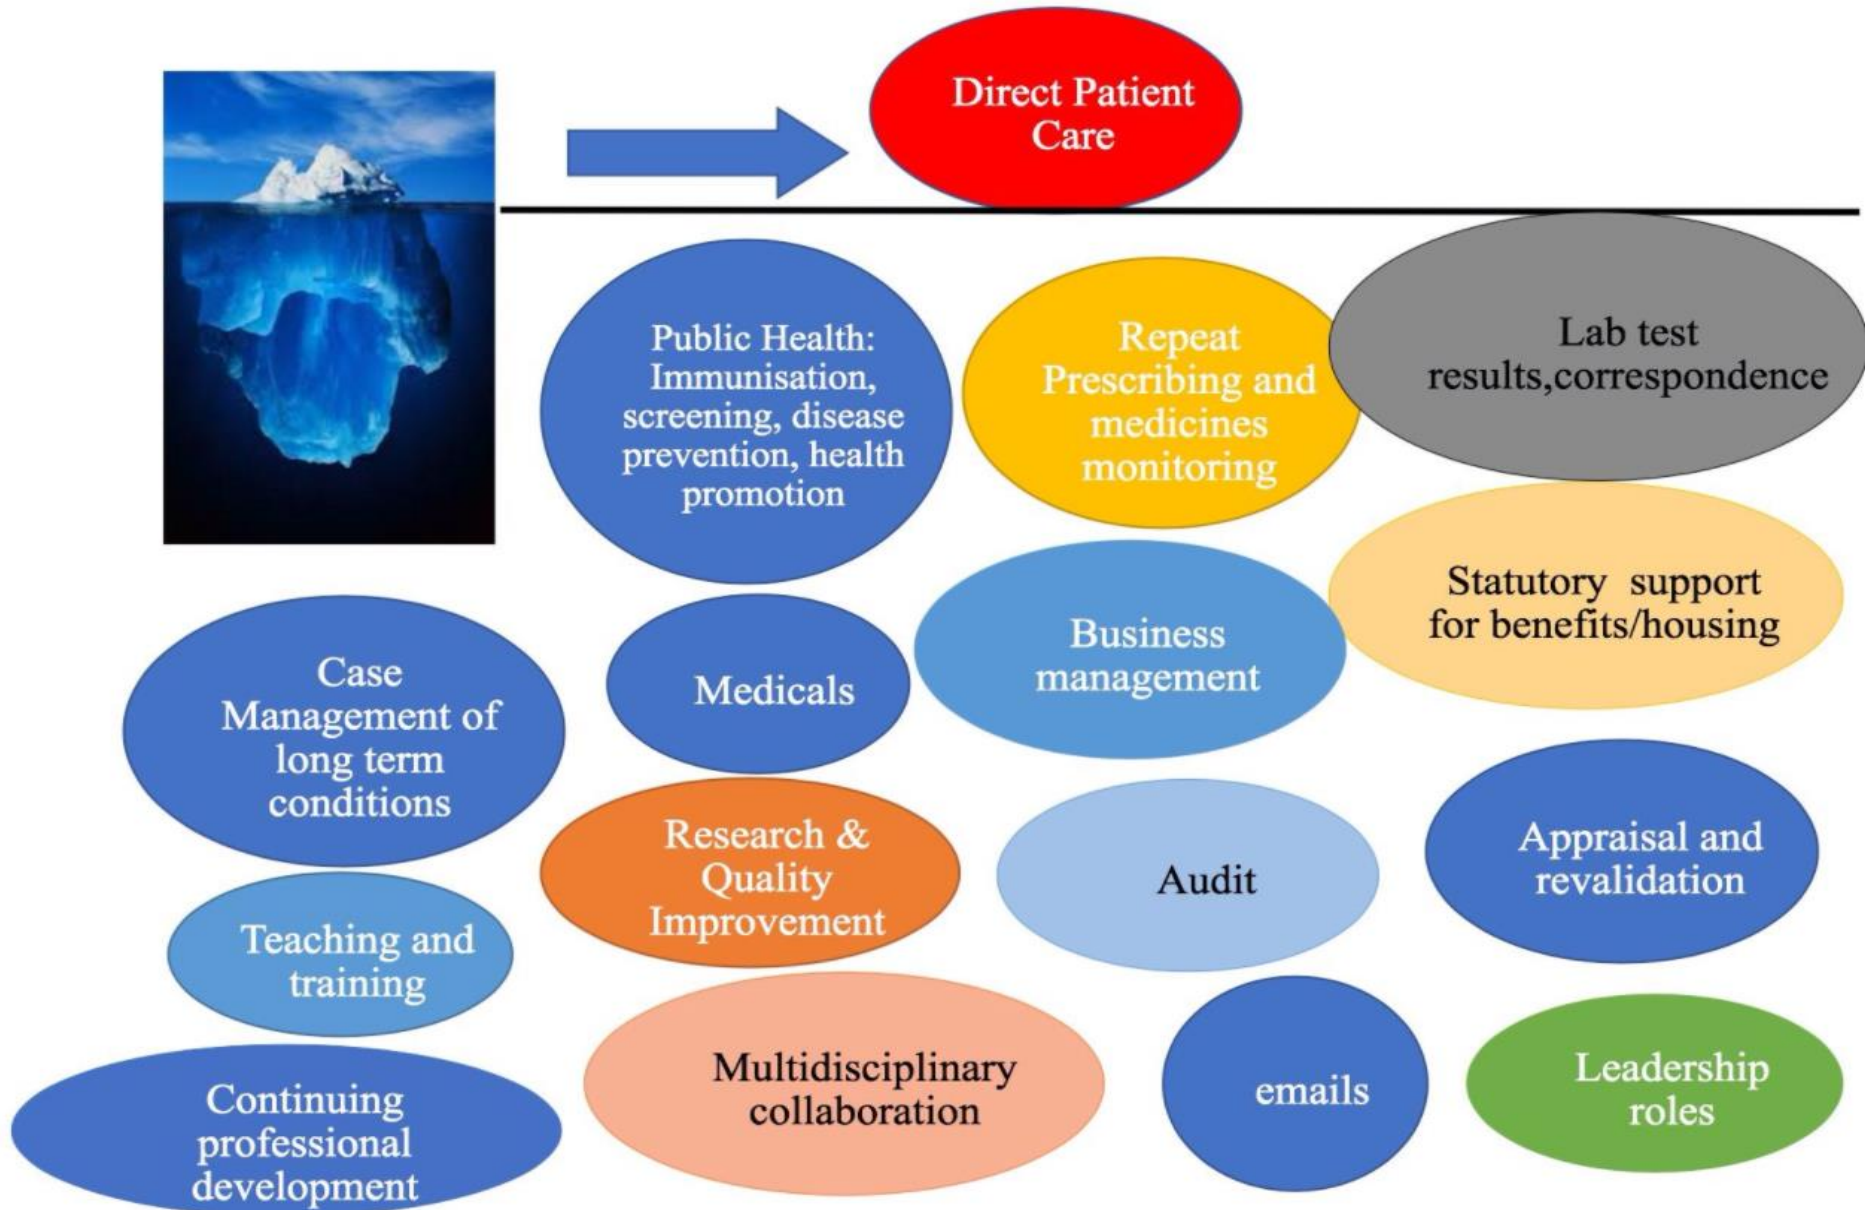 Direct Patient
Care
Public Health:
Immunisation,
screening, disease
prevention, health
promotion
Repeat
Prescribing and
medicines
monitoring
Lab test
results,correspondence
Statutory support
for benefits/housing
Case
Management of
long term
conditions
Medicals
Business
management
Research &
Quality
Improvement
Audit
Appraisal and
revalidation
Teaching and
training
Multidisciplinary
collaboration
emails
Leadership
roles
Continuing
professional
development